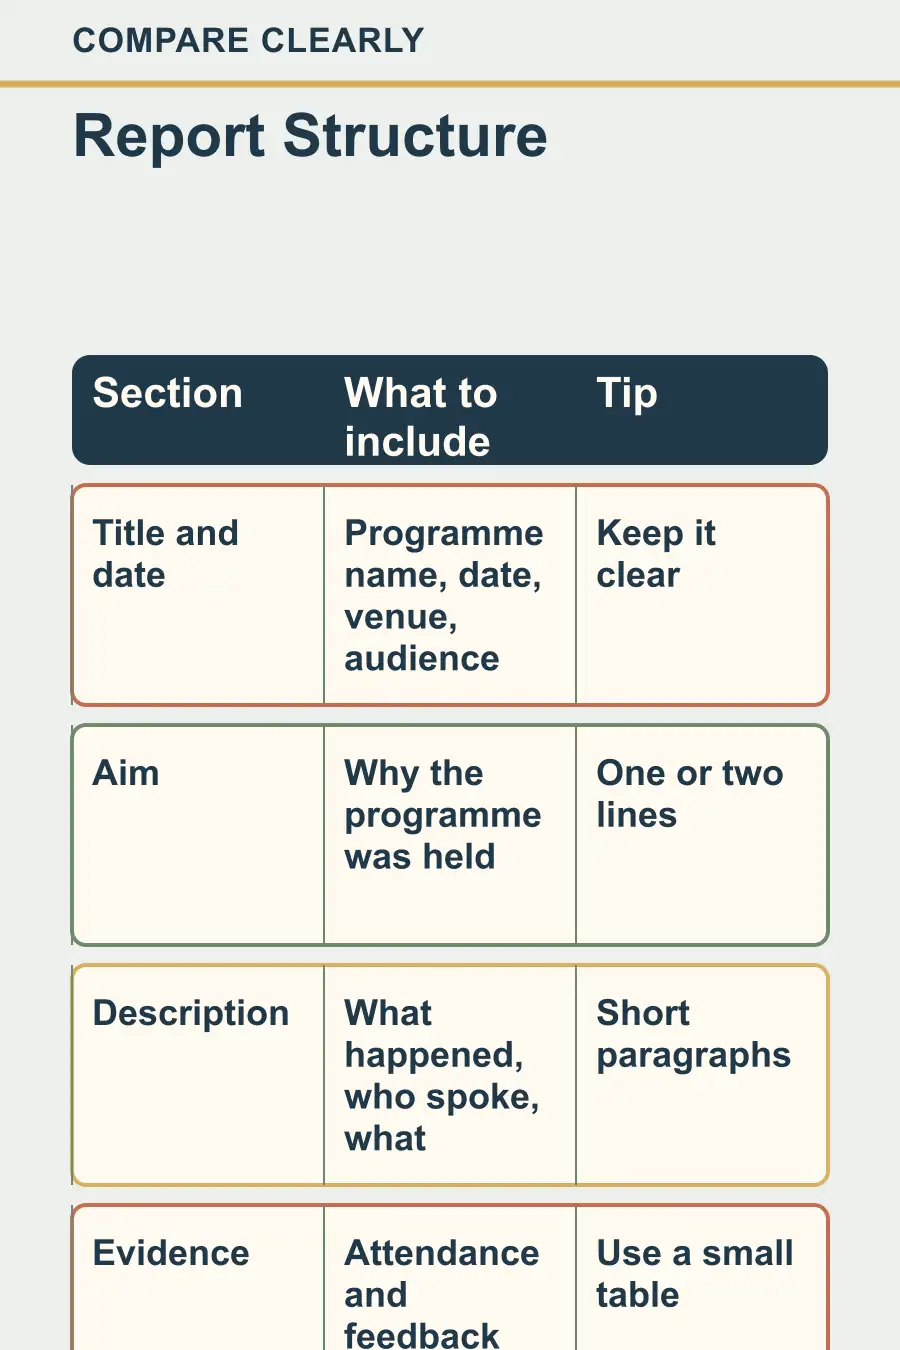 COMPARE CLEARLY
Report Structure
Section
What to
include
Tip
Title and
date
Programme
name, date,
venue,
audience
Keep it
clear
Aim
Why the
programme
was held
One or two
lines
Description
What
happened,
who spoke,
what
Short
paragraphs
Evidence
Attendance
and
feedback
Use a small
table